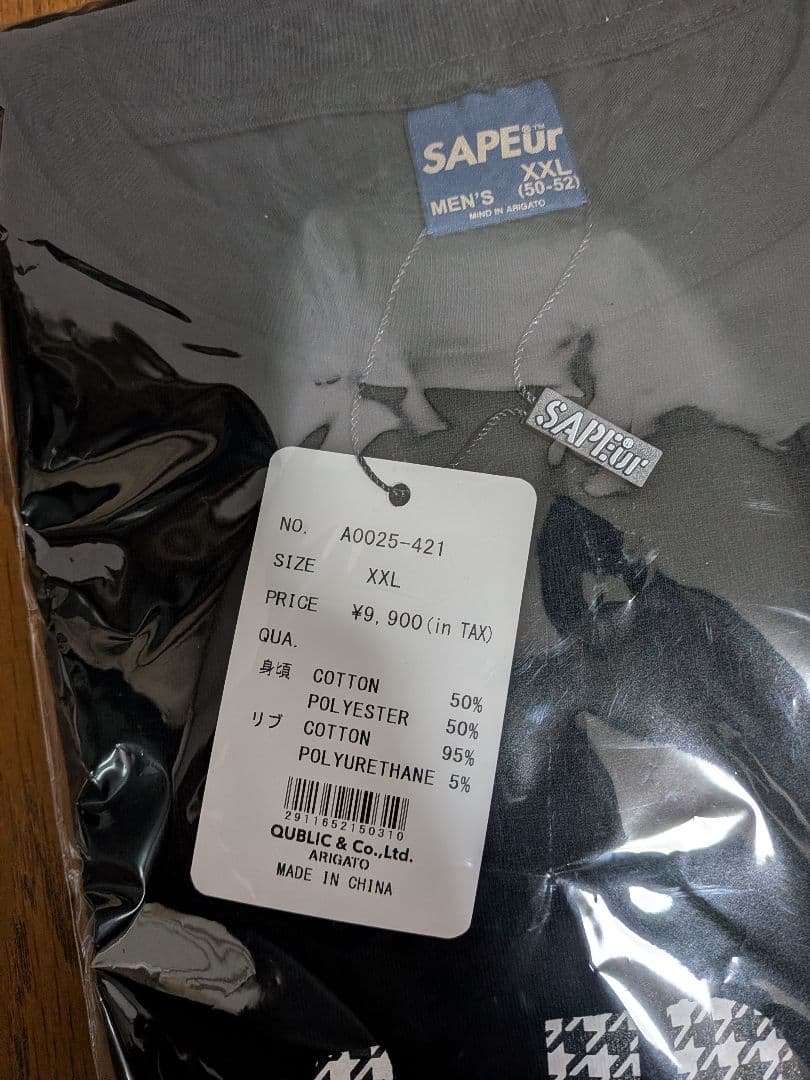 SAPEur®™
XXL
MEN'S (50-52)
MIND IN ARIGATO
SAPEur®
NO. A0025-421
SIZE XXL
PRICE ¥9,900(in TAX)
QUA.
身頃 COTTON 50%
POLYESTER 50%
リブ COTTON 95%
POLYURETHANE 5%
2911652150310
QUBLIC & Co.,Ltd.
ARIGATO
MADE IN CHINA